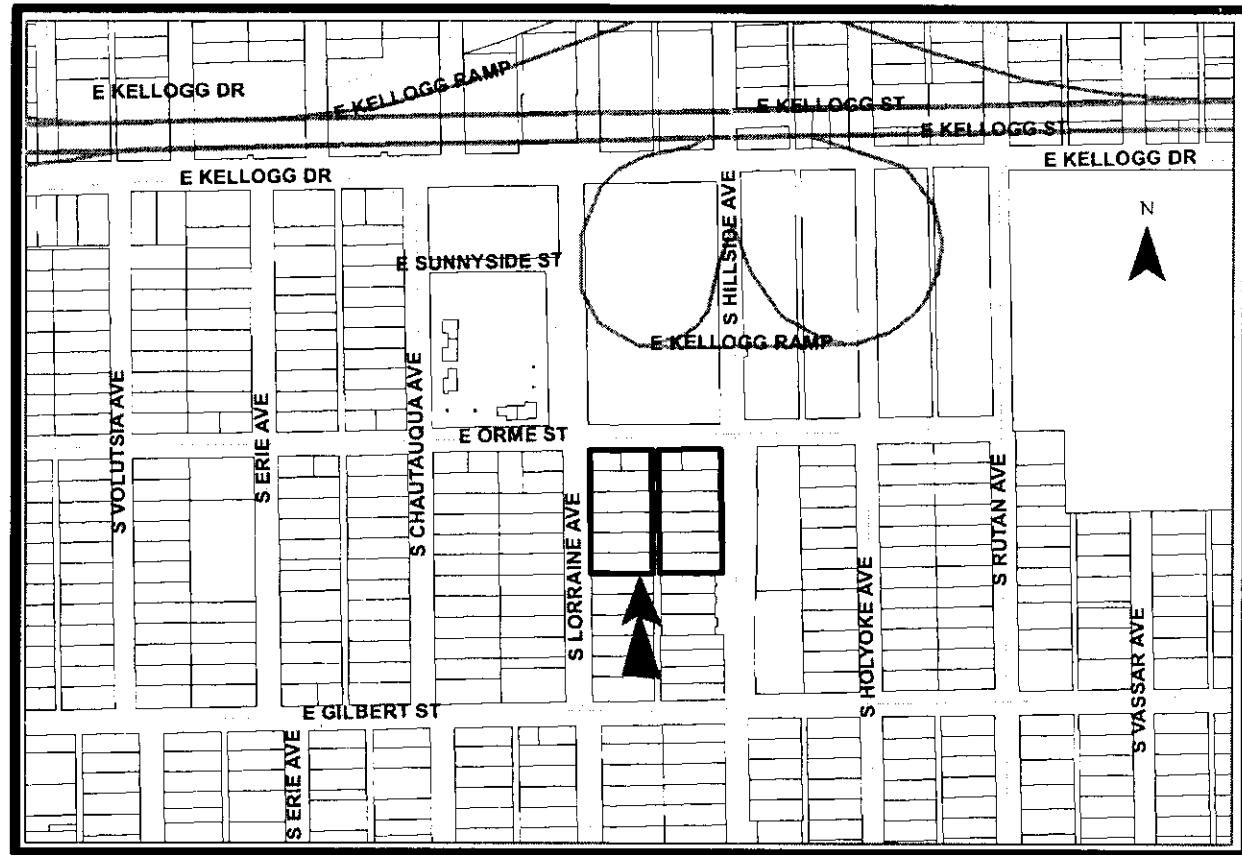 E KELLOGG DR
E KELLOGG RAMP
E KELLOGG ST
E KELLOGG ST
E KELLOGG DR
E KELLOGG DR
S HILLSIDE AVE
N
E SUNNYSIDE ST
E KELLOGG RAMP
S VOLUTSIA AVE
S ERIE AVE
S CHAUTAUQUA AVE
E ORME ST
S LORRAINE AVE
S HOLYOKE AVE
S RUTAN AVE
S VASSAR AVE
E GILBERT ST
S ERIE AVE